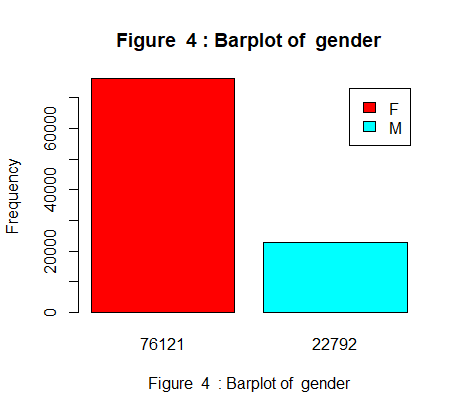 Figure 4 : Barplot of gender
F
M
Frequency
60000
40000
20000
0
76121 22792
Figure 4 : Barplot of gender